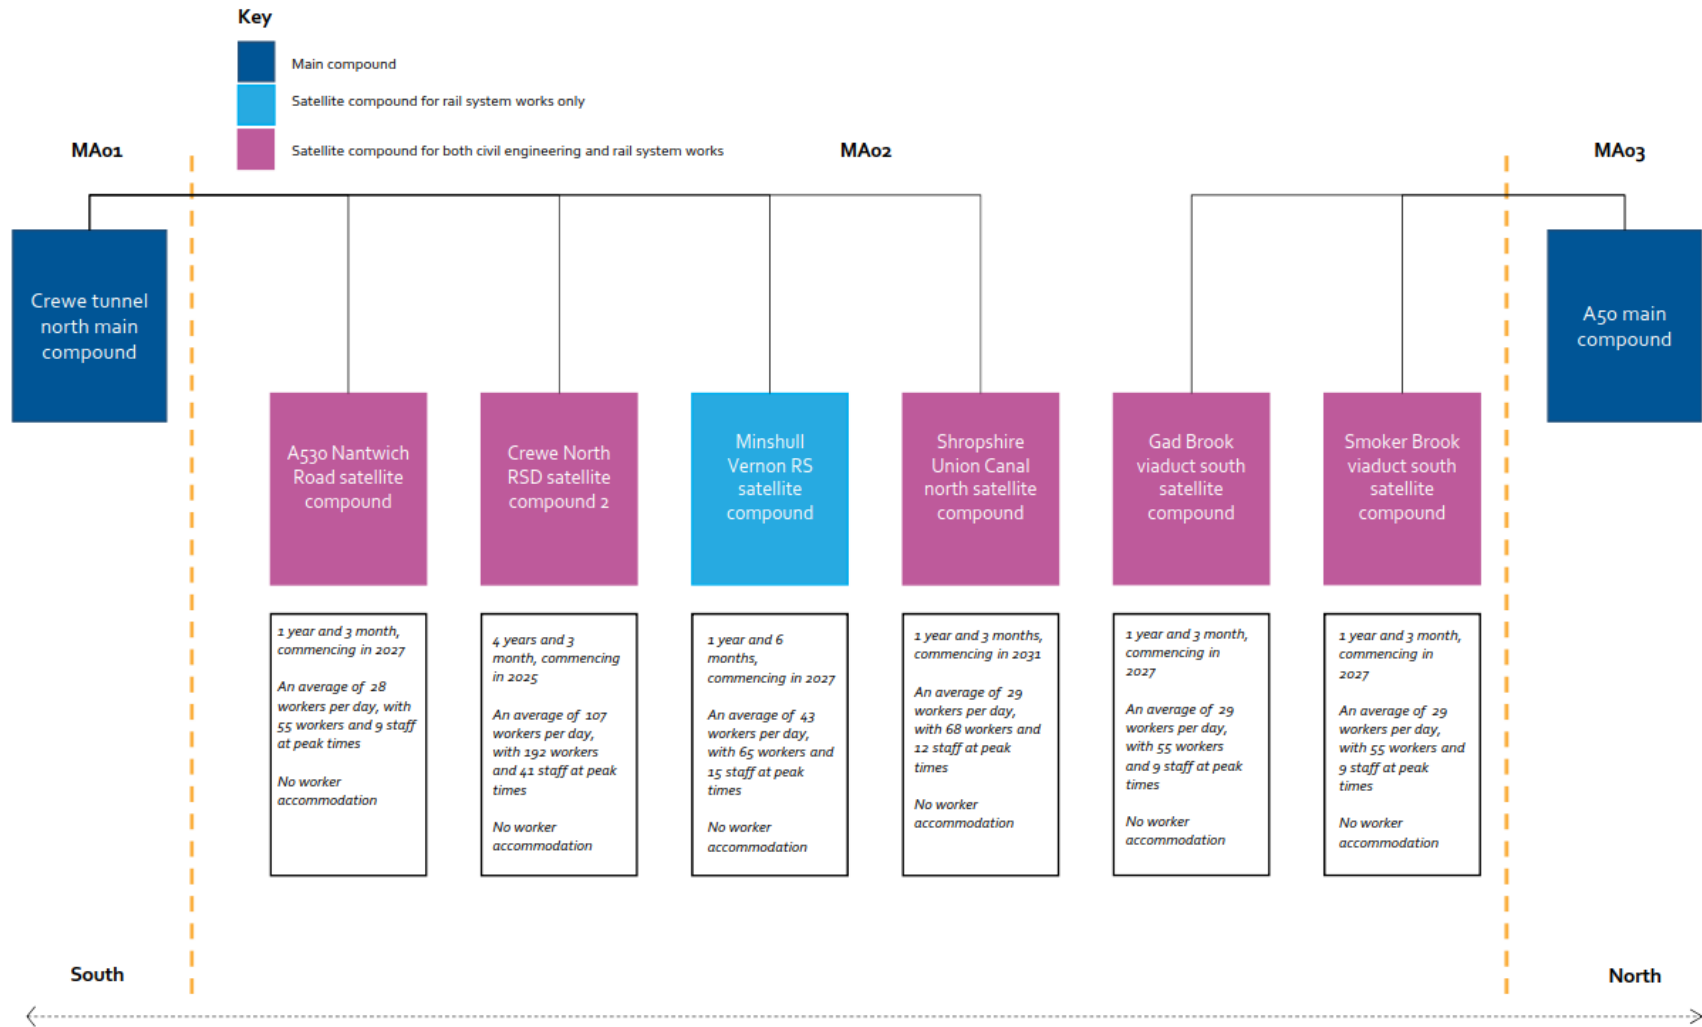 Key
Main compound
Satellite compound for rail system works only
Satellite compound for both civil engineering and rail system works
MA01
MA02
MA03
Crewe tunnel
north main
compound
A50 main
compound
A530 Nantwich
Road satellite
compound
Crewe North
RSD satellite
compound 2
Minshull
Vernon RS
satellite
compound
Shropshire
Union Canal
north satellite
compound
Gad Brook
viaduct south
satellite
compound
Smoker Brook
viaduct south
satellite
compound
1 year and 3 month,
commencing in 2027
An average of 28
workers per day, with
55 workers and 9 staff
at peak times
No worker
accommodation
4 years and 3
month, commencing
in 2025
An average of 107
workers per day,
with 192 workers
and 41 staff at peak
times
No worker
accommodation
1 year and 6
months,
commencing in 2027
An average of 43
workers per day,
with 65 workers and
15 staff at peak
times
No worker
accommodation
1 year and 3 months,
commencing in 2031
An average of 29
workers per day,
with 68 workers and
12 staff at peak
times
No worker
accommodation
1 year and 3 month,
commencing in
2027
An average of 29
workers per day,
with 55 workers
and 9 staff at peak
times
No worker
accommodation
1 year and 3 month,
commencing in
2027
An average of 29
workers per day,
with 55 workers and
9 staff at peak
times
No worker
accommodation
South
North